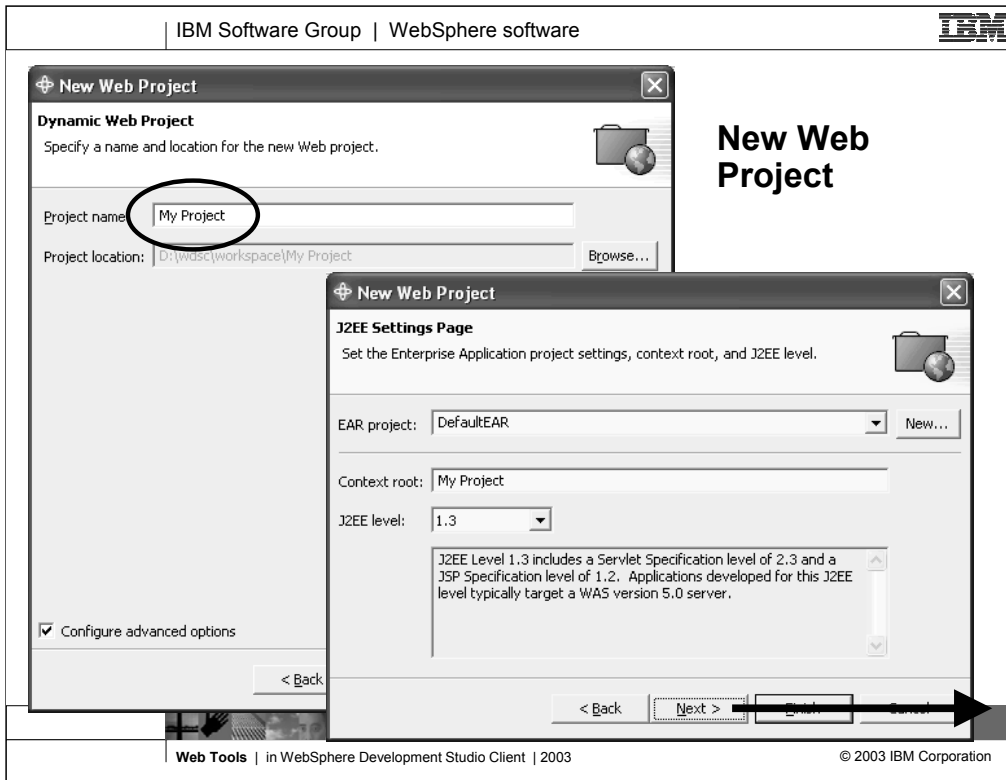 IBM Software Group | WebSphere software
IBM
New Web Project
Dynamic Web Project
Specify a name and location for the new Web project.
Project name
My Project
Project location:
D:\wdsc\workspace\My Project
Browse...
Configure advanced options
< Back
New Web
Project
New Web Project
J2EE Settings Page
Set the Enterprise Application project settings, context root, and J2EE level.
EAR project:
DefaultEAR
New...
Context root:
My Project
J2EE level:
1.3
J2EE Level 1.3 includes a Servlet Specification level of 2.3 and a
JSP Specification level of 1.2. Applications developed for this J2EE
level typically target a WAS version 5.0 server.
< Back
Next >
Finish
Cancel
Web Tools | in WebSphere Development Studio Client | 2003
© 2003 IBM Corporation